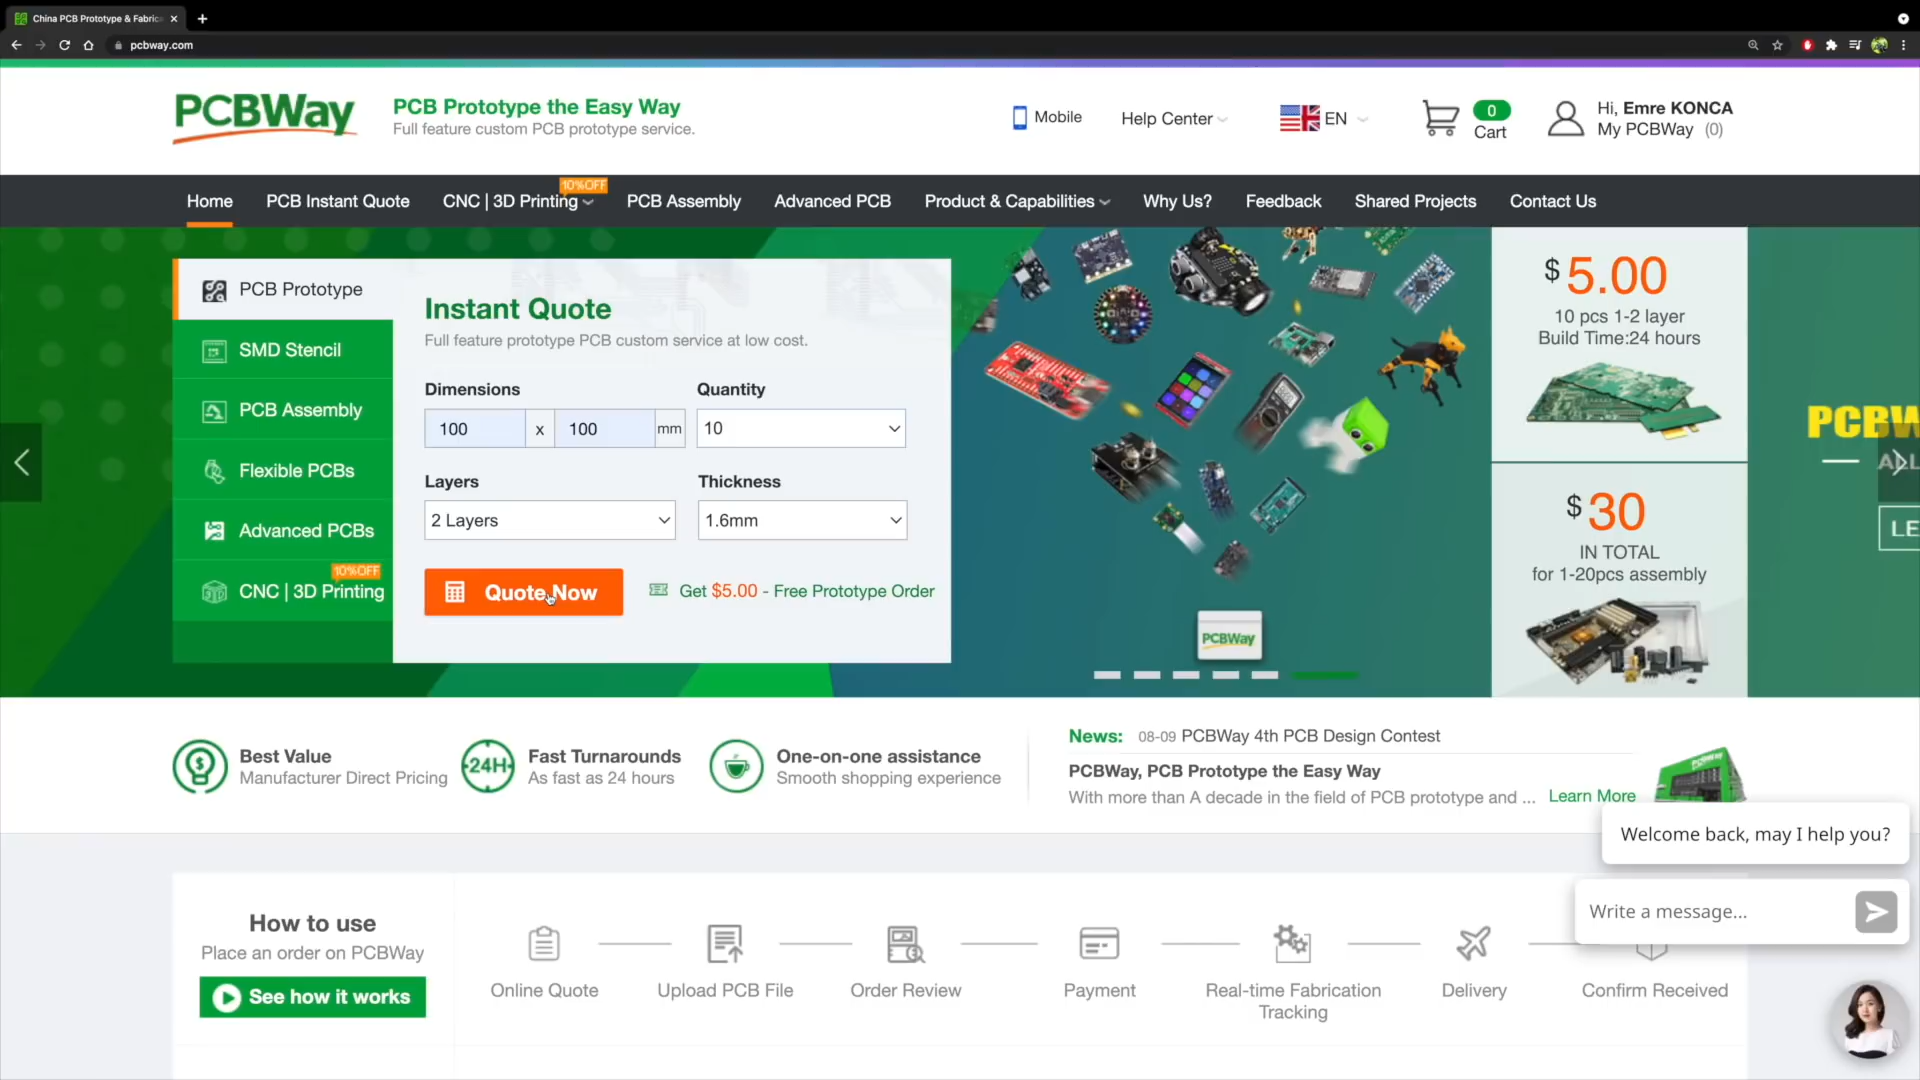 China PCB Prototype & Fabric
pcbway.com
PCBWay
PCB Prototype the Easy Way
Full feature custom PCB prototype service.
Mobile
Help Center
EN
0
Cart
Hi, Emre KONCA
My PCBWay (0)
10%OFF
Home
PCB Instant Quote
CNC | 3D Printing
PCB Assembly
Advanced PCB
Product & Capabilities
Why Us?
Feedback
Shared Projects
Contact Us
PCB Prototype
SMD Stencil
PCB Assembly
Flexible PCBs
Advanced PCBs
10%OFF
CNC | 3D Printing
Instant Quote
Full feature prototype PCB custom service at low cost.
Dimensions
Quantity
100 x 100 mm
10
Layers
Thickness
2 Layers
1.6mm
Quote Now
Get $5.00 - Free Prototype Order
PCBWay
$5.00
10 pcs 1-2 layer
Build Time:24 hours
$30
IN TOTAL
for 1-20pcs assembly
PCBW
ALL
LE
Best Value
Manufacturer Direct Pricing
24H
Fast Turnarounds
As fast as 24 hours
One-on-one assistance
Smooth shopping experience
News: 08-09 PCBWay 4th PCB Design Contest
PCBWay, PCB Prototype the Easy Way
With more than A decade in the field of PCB prototype and ... Learn More
Welcome back, may I help you?
Write a message...
How to use
Place an order on PCBWay
See how it works
Online Quote
Upload PCB File
Order Review
Payment
Real-time Fabrication
Tracking
Delivery
Confirm Received